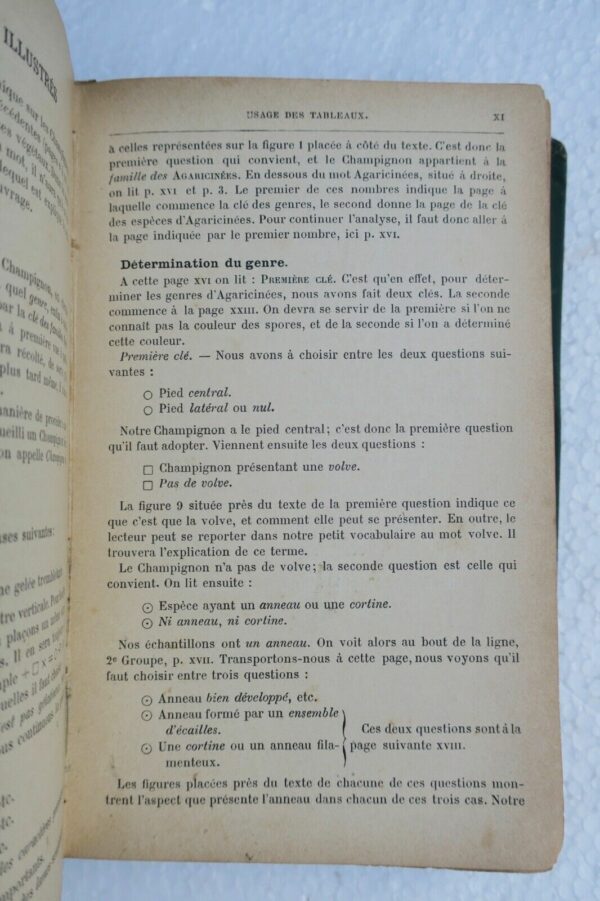 ILLUSTRÉS
USAGE DES TABLEAUX.
XI
à celles représentées sur la figure 1 placée à côté du texte. C'est donc la
première question qui convient, et le Champignon appartient à la
famille des AGARICINÉES. En dessous du mot Agaricinées, situé à droite,
on lit p. XVI et p. 3. Le premier de ces nombres indique la page à
laquelle commence la clé des genres, le second donne la page de la clé
des espèces d'Agaricinées. Pour continuer l'analyse, il faut donc aller à
la page indiquée par le premier nombre, ici p. XVI.
Détermination du genre.
A cette page XVI on lit : PREMIÈRE CLÉ. C'est qu'en effet, pour déter-
miner les genres d'Agaricinées, nous avons fait deux clés. La seconde
commence à la page XXIII. On devra se servir de la première si l'on ne
connaît pas la couleur des spores, et de la seconde si l'on a déterminé
cette couleur.
Première clé. — Nous avons à choisir entre les deux questions sui-
vantes :
○ Pied central.
○ Pied latéral ou nul.
Notre Champignon a le pied central; c'est donc la première question
qu'il faut adopter. Viennent ensuite les deux questions :
□ Champignon présentant une volve.
□ Pas de volve.
La figure 9 située près du texte de la première question indique ce
que c'est que la volve, et comment elle peut se présenter. En outre, le
lecteur peut se reporter dans notre petit vocabulaire au mot volve. Il
trouvera l'explication de ce terme.
Le Champignon n'a pas de volve; la seconde question est celle qui
convient. On lit ensuite :
⊙ Espèce ayant un anneau ou une cortine.
⊙ Ni anneau, ni cortine.
Nos échantillons ont un anneau. On voit alors au bout de la ligne,
2e Groupe, p. XVII. Transportons-nous à cette page, nous voyons qu'il
faut choisir entre trois questions :
⊙ Anneau bien développé, etc.
⊙ Anneau formé par un ensemble
d'écailles.
⊙ Une cortine ou un anneau fila-
menteux.
Ces deux questions sont à la
page suivante XVIII.
Les figures placées près du texte de chacune de ces questions mon-
trent l'aspect que présente l'anneau dans chacun de ces trois cas. Notre